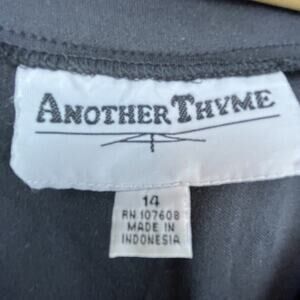 ANOTHER THYME
14
RN 107608
MADE IN
INDONESIA